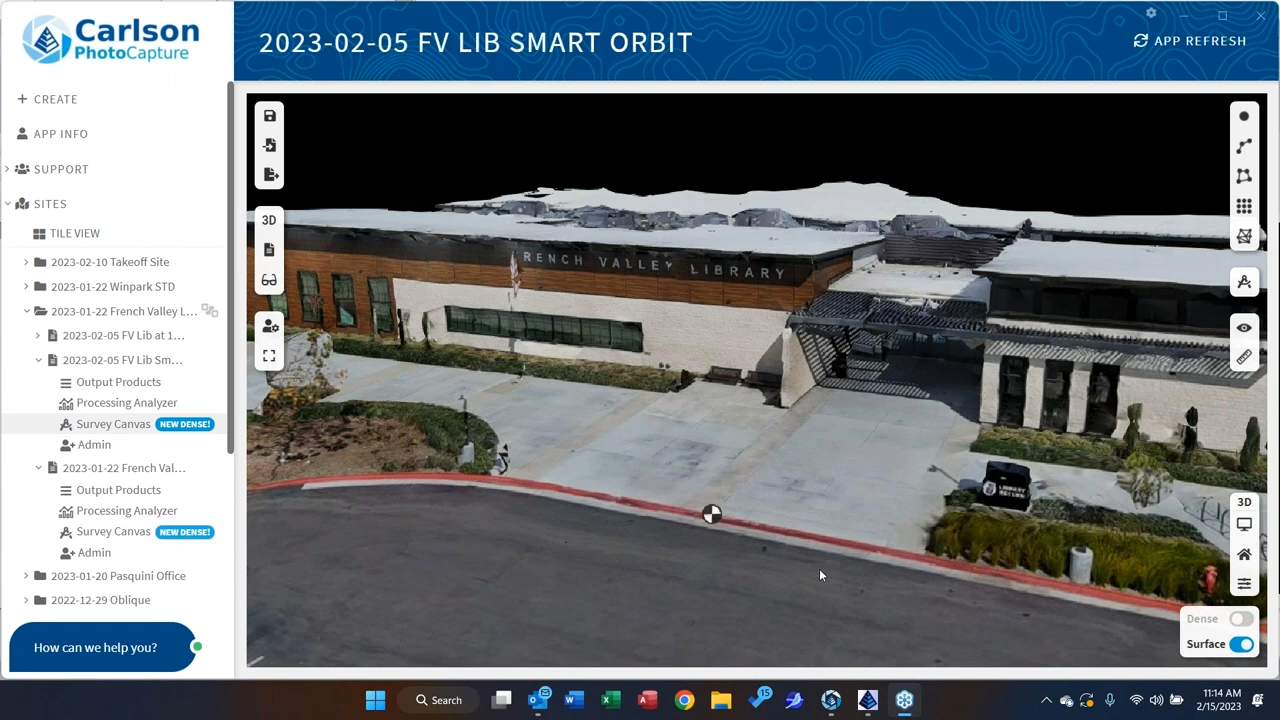 Carlson
PhotoCapture
2023-02-05 FV LIB SMART ORBIT
APP REFRESH
CREATE
APP INFO
SUPPORT
SITES
TILE VIEW
2023-02-10 Takeoff Site
2023-01-22 Winpark STD
2023-01-22 French Valley L...
2023-02-05 FV Lib at 1...
2023-02-05 FV Lib Sm...
Output Products
Processing Analyzer
Survey Canvas NEW DENSE!
Admin
2023-01-22 French Val...
Output Products
Processing Analyzer
Survey Canvas NEW DENSE!
Admin
2023-01-20 Pasquini Office
2022-12-29 Oblique
How can we help you?
3D
RENCH VALLEY LIBRARY
3D
Dense
Surface
Search
15
11:14 AM
2/15/2023